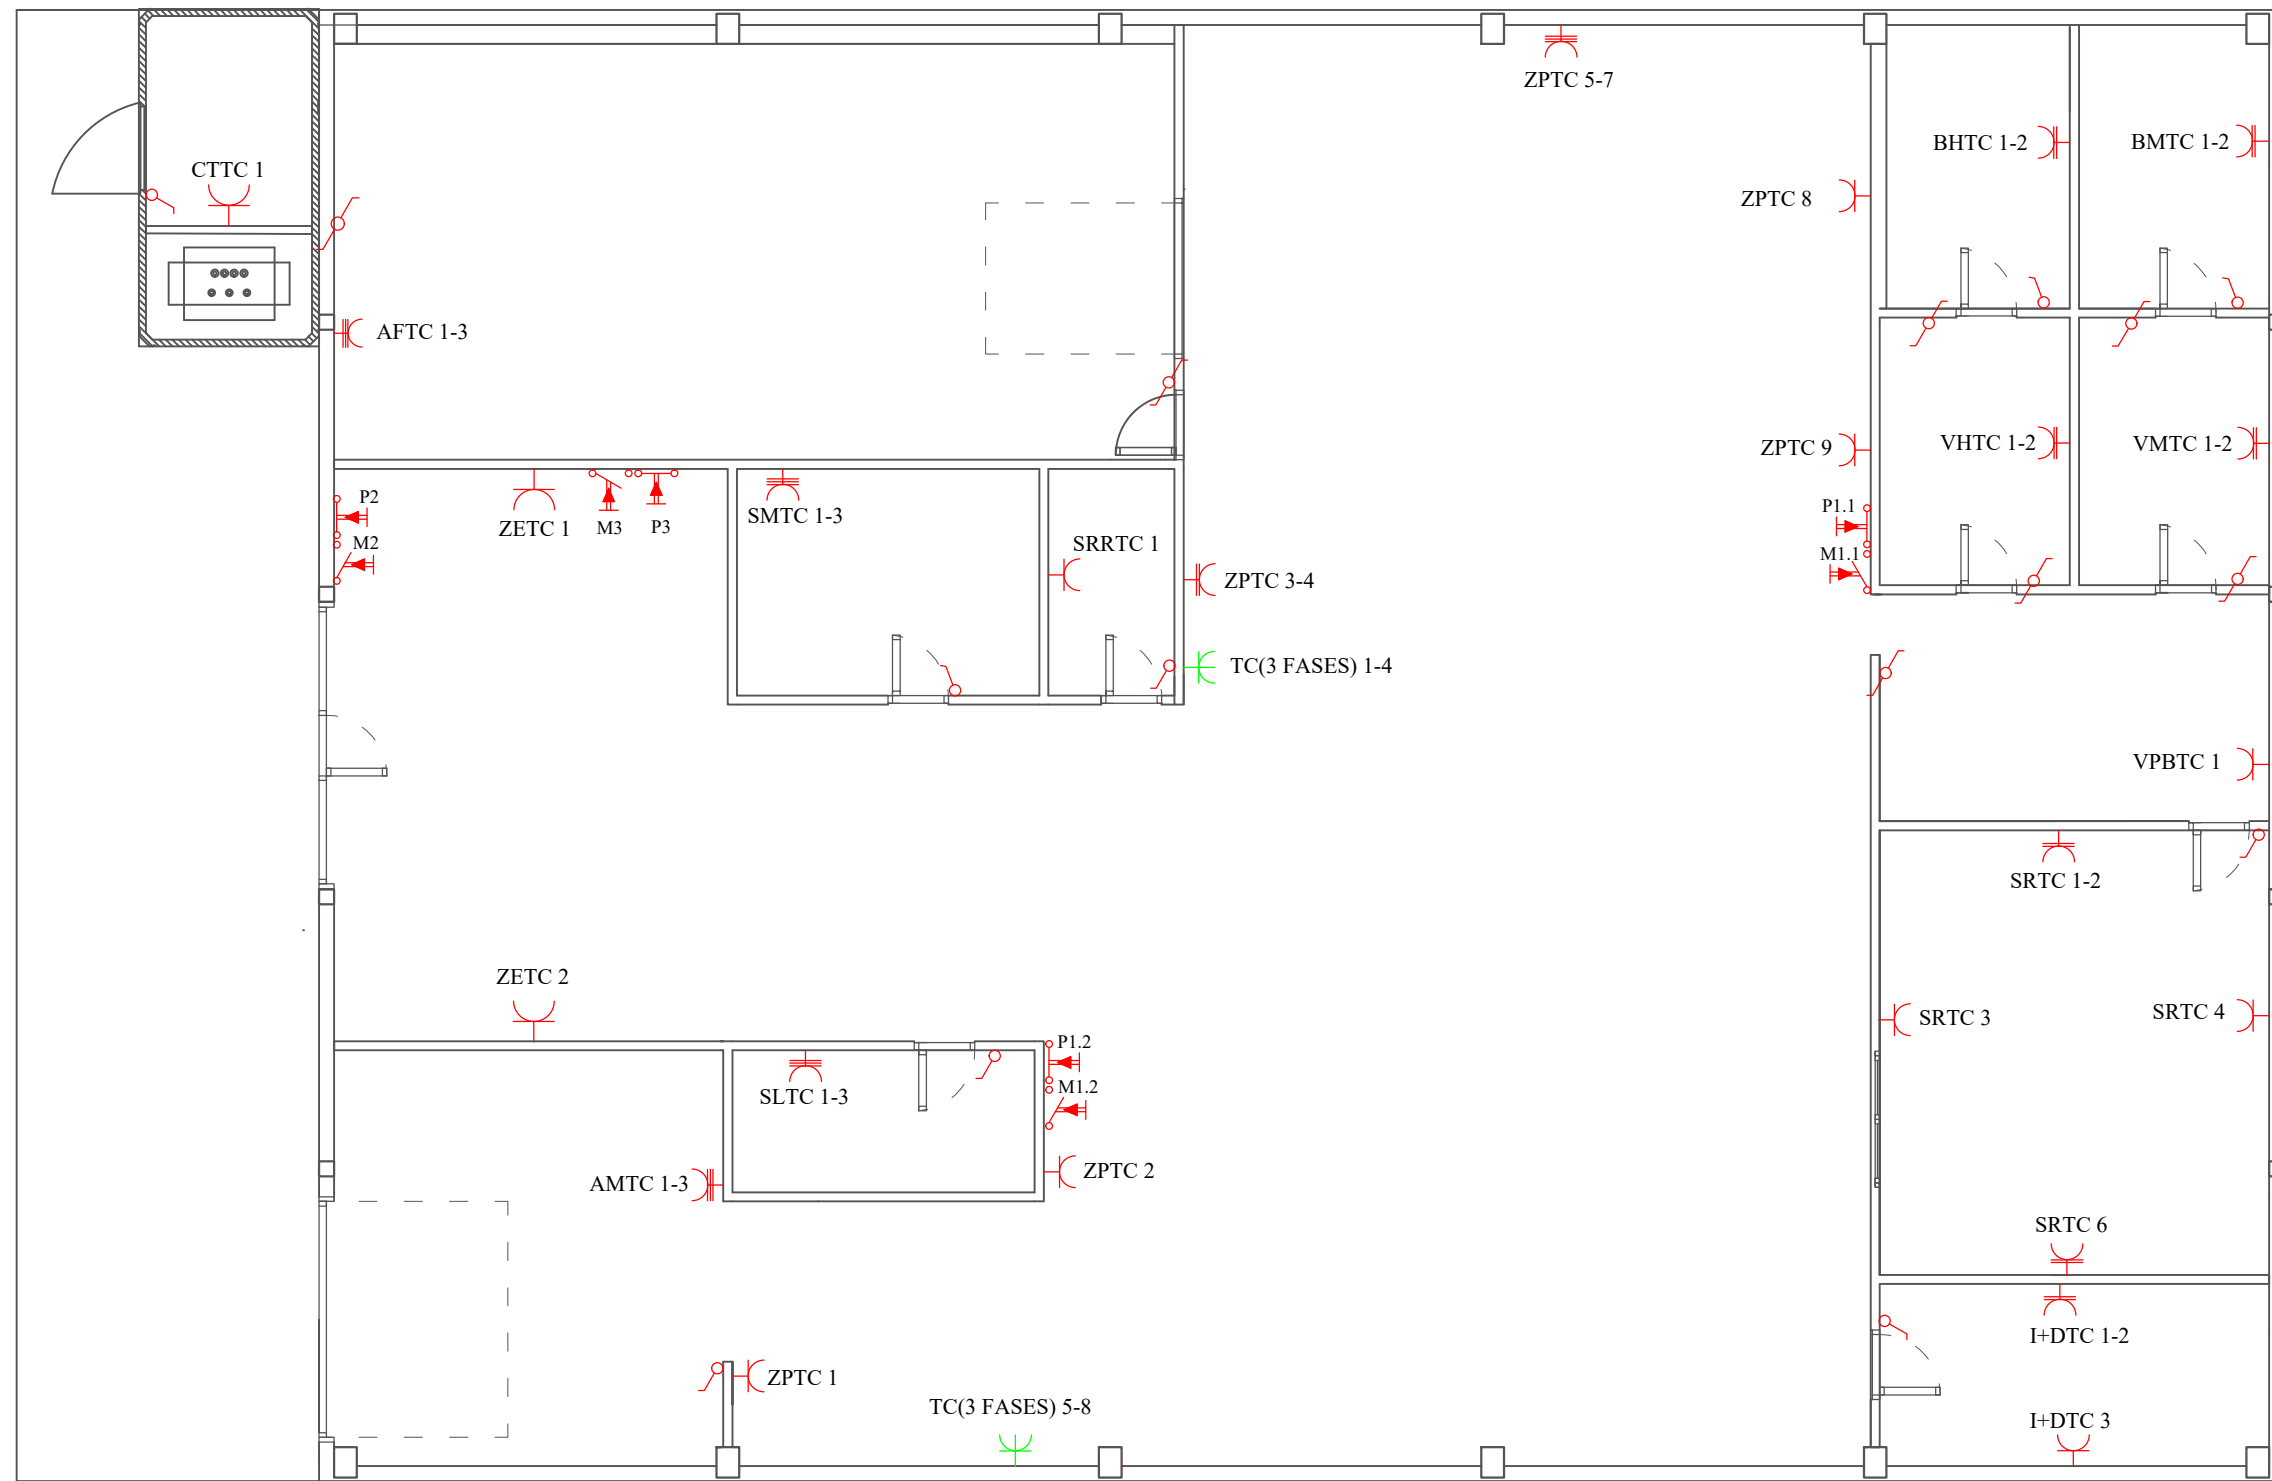 ZPTC 5-7
BHTC 1-2
BMTC 1-2
CTTC 1
ZPTC 8
AFTC 1-3
ZPTC 9
VHTC 1-2
VMTC 1-2
P2
M2
ZETC 1
M3
P3
SMTC 1-3
SRRTC 1
ZPTC 3-4
P1.1
M1.1
TC(3 FASES) 1-4
VPBTC 1
SRTC 1-2
ZETC 2
SRTC 3
SRTC 4
P1.2
M1.2
SLTC 1-3
AMTC 1-3
ZPTC 2
SRTC 6
I+DTC 1-2
ZPTC 1
TC(3 FASES) 5-8
I+DTC 3